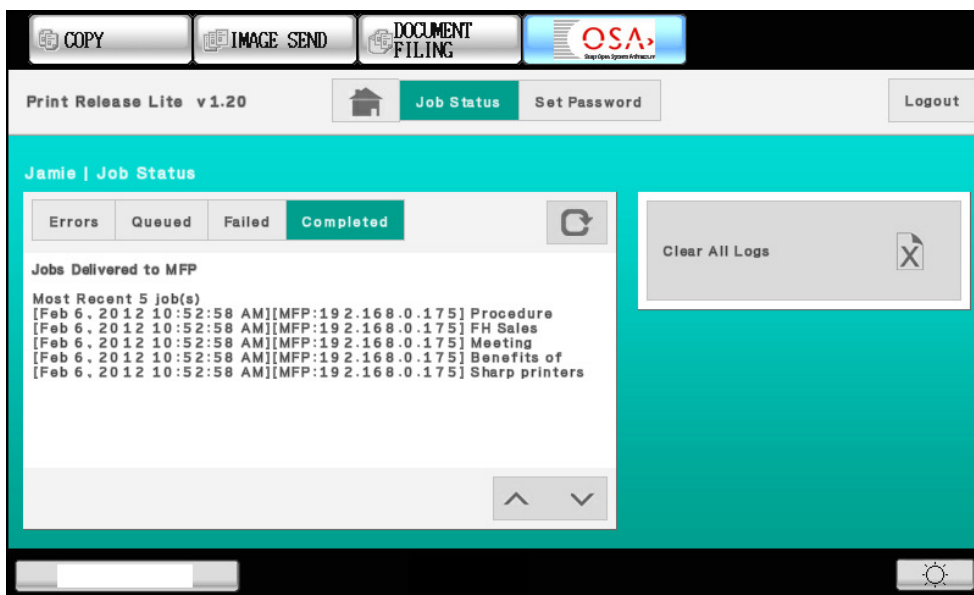 COPY
IMAGE SEND
DOCUMENT
FILING
OSA
Sharp Open Systems Architecture
Print Release Lite v 1.20
Job Status
Set Password
Logout
Jamie | Job Status
Errors
Queued
Failed
Completed
Clear All Logs
Jobs Delivered to MFP
Most Recent 5 job(s)
[Feb 6, 2012 10:52:58 AM][MFP:192.168.0.175] Procedure
[Feb 6, 2012 10:52:58 AM][MFP:192.168.0.175] FH Sales
[Feb 6, 2012 10:52:58 AM][MFP:192.168.0.175] Meeting
[Feb 6, 2012 10:52:58 AM][MFP:192.168.0.175] Benefits of
[Feb 6, 2012 10:52:58 AM][MFP:192.168.0.175] Sharp printers